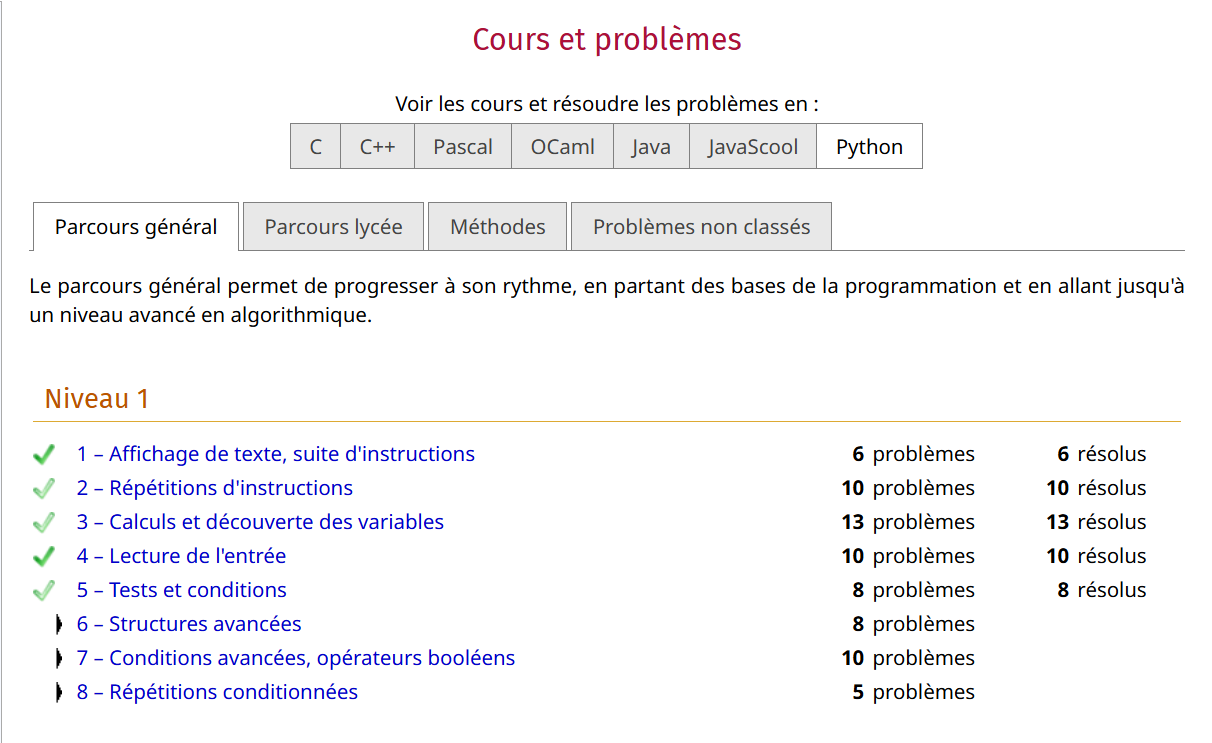 Cours et problèmes
Voir les cours et résoudre les problèmes en :
C C++ Pascal OCaml Java JavaScool Python
Parcours général Parcours lycée Méthodes Problèmes non classés
Le parcours général permet de progresser à son rythme, en partant des bases de la programmation et en allant jusqu'à
un niveau avancé en algorithmique.
Niveau 1
1 – Affichage de texte, suite d'instructions 6 problèmes 6 résolus
2 – Répétitions d'instructions 10 problèmes 10 résolus
3 – Calculs et découverte des variables 13 problèmes 13 résolus
4 – Lecture de l'entrée 10 problèmes 10 résolus
5 – Tests et conditions 8 problèmes 8 résolus
6 – Structures avancées 8 problèmes
7 – Conditions avancées, opérateurs booléens 10 problèmes
8 – Répétitions conditionnées 5 problèmes